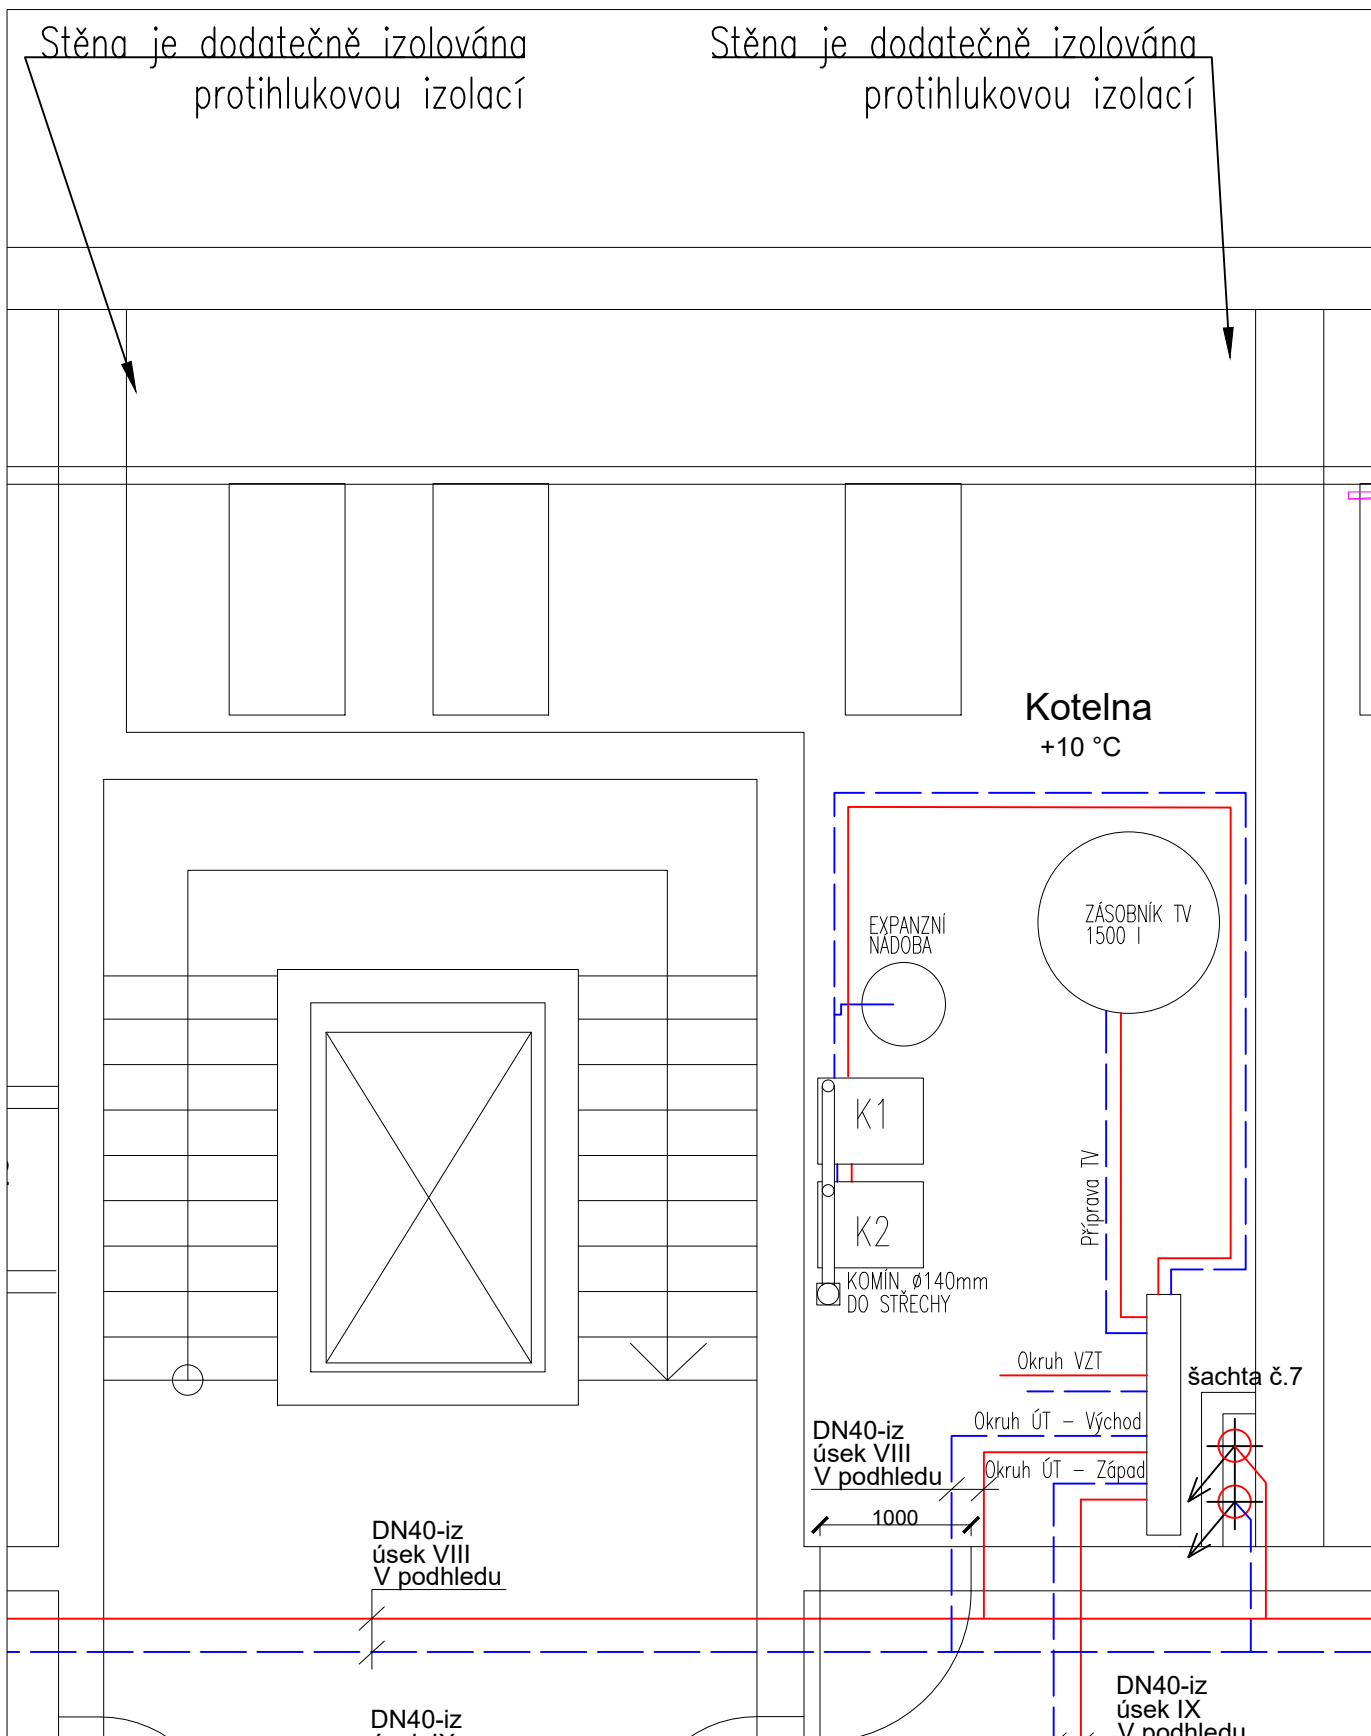 Stěna je dodatečně izolována
protihlukovou izolací
Stěna je dodatečně izolována
protihlukovou izolací
Kotelna
+10 °C
ZÁSOBNÍK TV
1500 l
EXPANZNÍ
NÁDOBA
K1
K2
Příprava TV
KOMÍN Ø140mm
DO STŘECHY
Okruh VZT
šachta č.7
Okruh ÚT – Východ
DN40-iz
úsek VIII
V podhledu
Okruh ÚT – Západ
1000
DN40-iz
úsek VIII
V podhledu
DN40-iz
úsek IX
V podhledu
DN40-iz
úsek IX